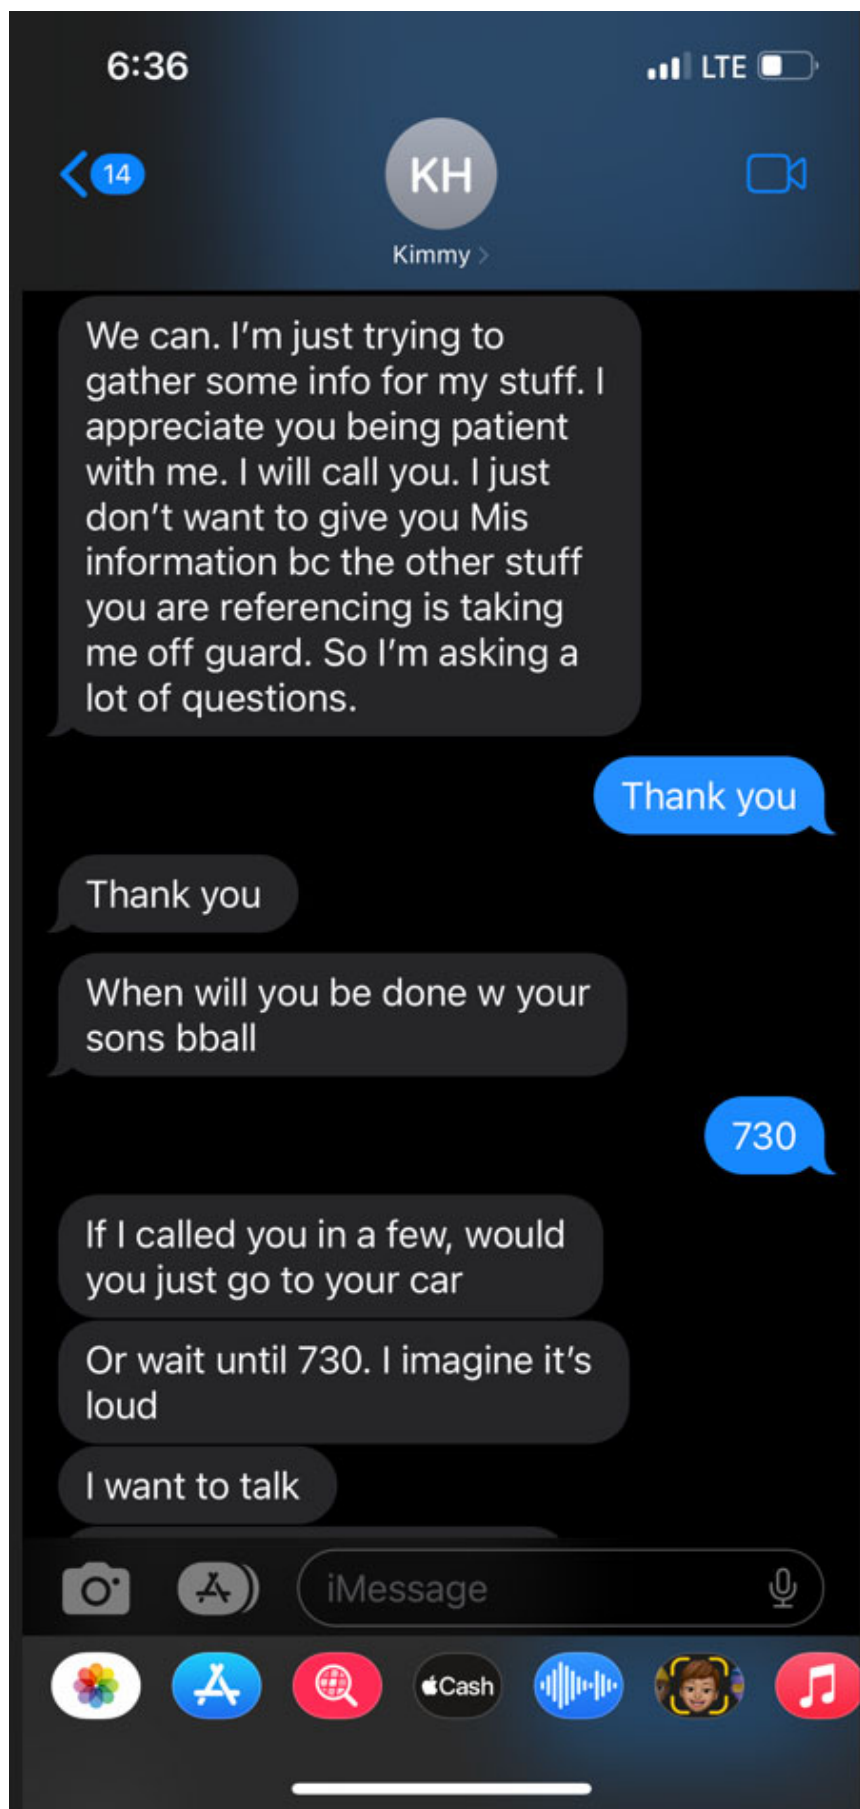 6:36
LTE
14
KH
Kimmy
We can. I'm just trying to
gather some info for my stuff. I
appreciate you being patient
with me. I will call you. I just
don't want to give you Mis
information bc the other stuff
you are referencing is taking
me off guard. So I'm asking a
lot of questions.
Thank you
Thank you
When will you be done w your
sons bball
730
If I called you in a few, would
you just go to your car
Or wait until 730. I imagine it's
loud
I want to talk
iMessage
Cash